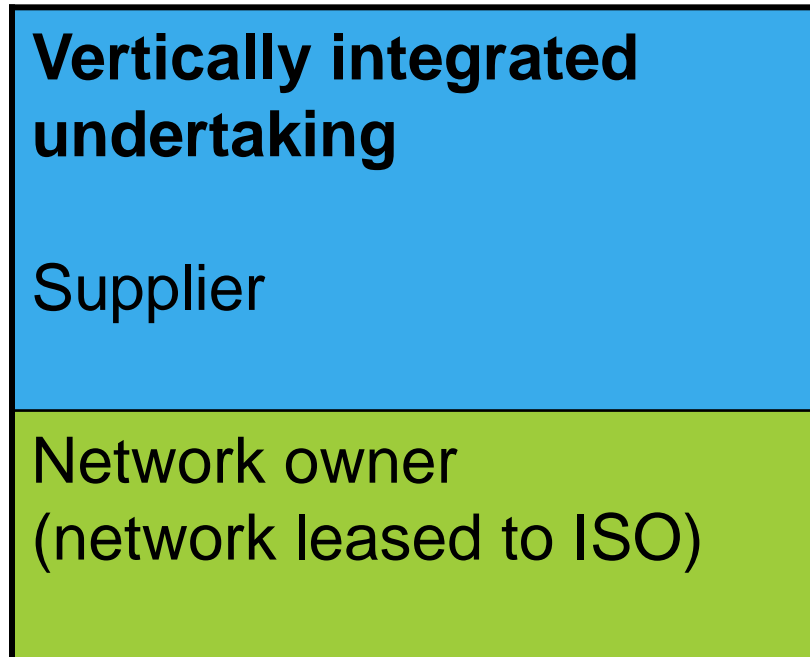 Vertically integrated
undertaking
Supplier
Network owner
(network leased to ISO)